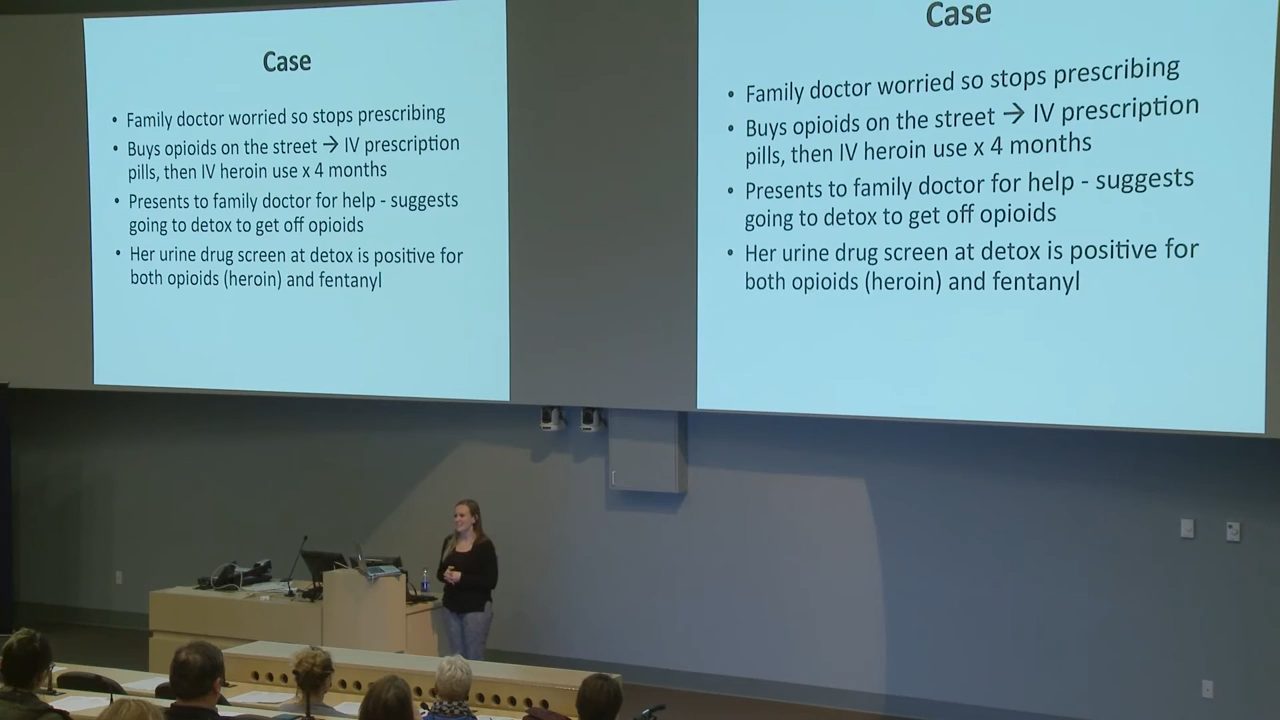 Case
• Family doctor worried so stops prescribing
• Buys opioids on the street → IV prescription
pills, then IV heroin use x 4 months
• Presents to family doctor for help - suggests
going to detox to get off opioids
• Her urine drug screen at detox is positive for
both opioids (heroin) and fentanyl
Case
• Family doctor worried so stops prescribing
• Buys opioids on the street → IV prescription
pills, then IV heroin use x 4 months
• Presents to family doctor for help - suggests
going to detox to get off opioids
• Her urine drug screen at detox is positive for
both opioids (heroin) and fentanyl